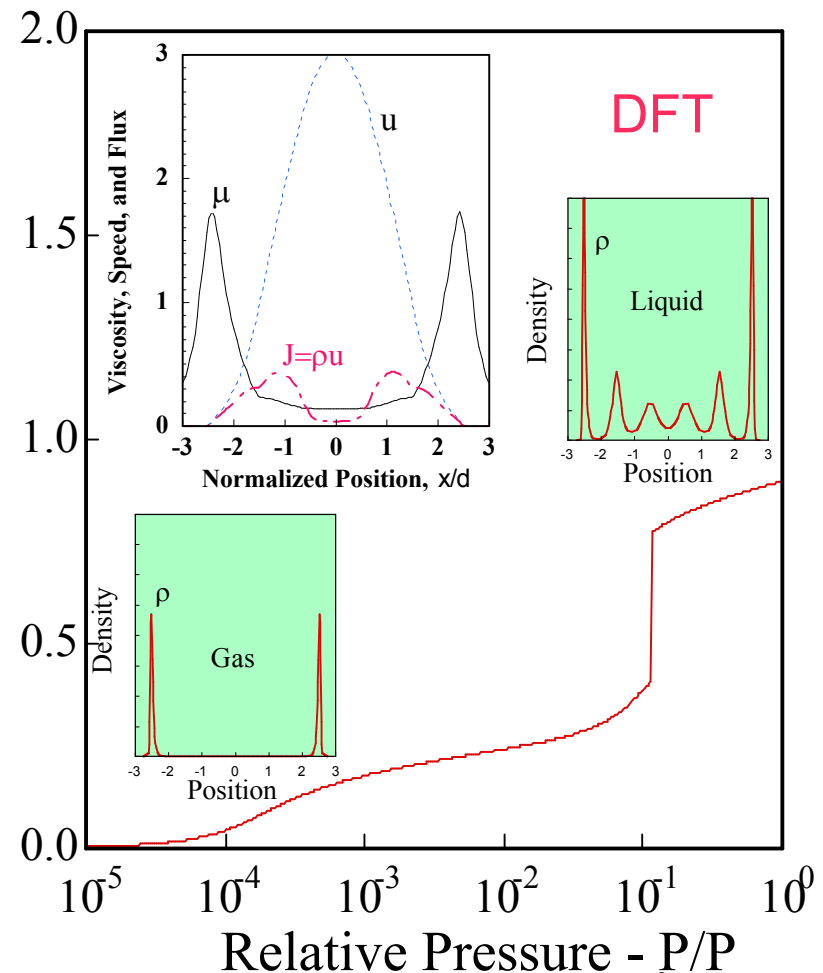 2.0
1.5
1.0
0.5
0.0
10^-5 10^-4 10^-3 10^-2 10^-1 10^0
Relative Pressure - P/P
DFT
Viscosity, Speed, and Flux
3
2
1
0
-3 -2 -1 0 1 2 3
Normalized Position, x/d
u
μ
J=ρu
Density
ρ
Liquid
-3 -2 -1 0 1 2 3
Position
Density
ρ
Gas
-3 -2 -1 0 1 2 3
Position